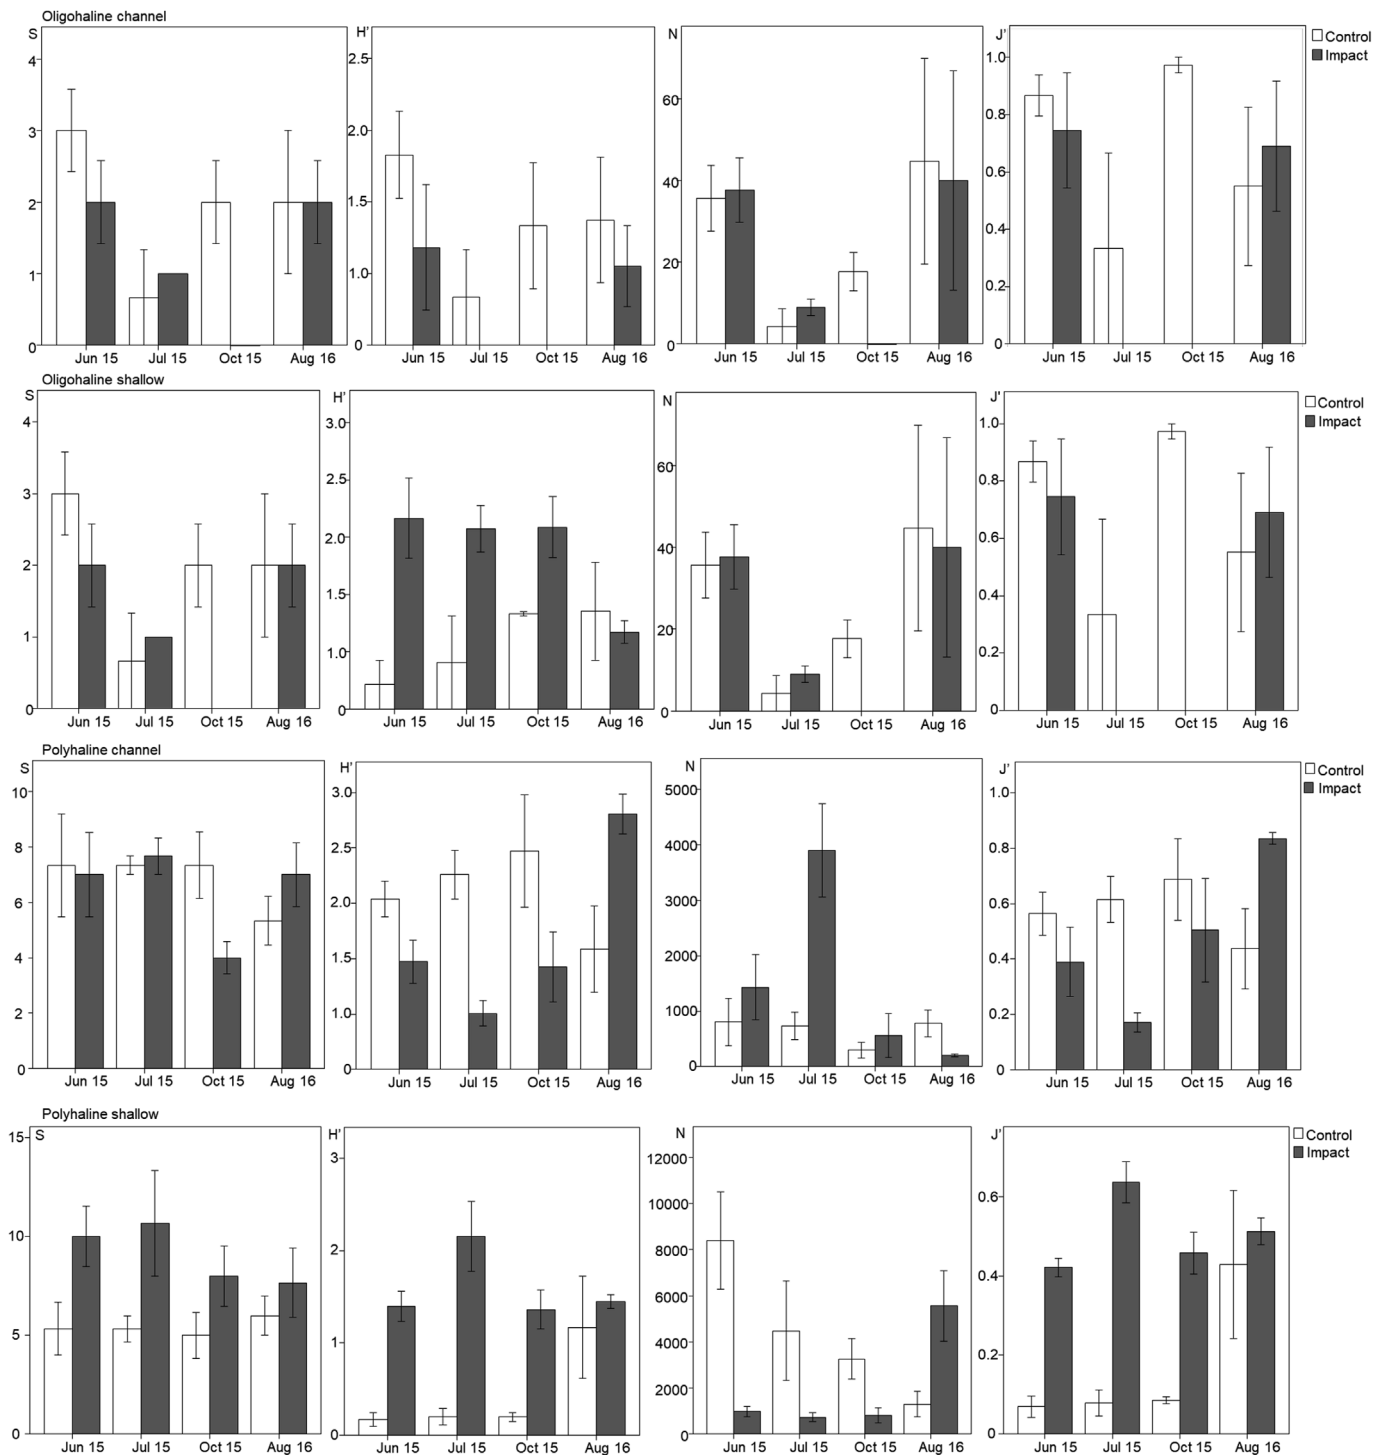 Oligohaline channel
S
4
3
2
1
0
Jun 15
Jul 15
Oct 15
Aug 16
H'
2.5
2.0
1.5
1.0
Jun 15
Jul 15
Oct 15
Aug 16
N
60
40
20
0
Jun 15
Jul 15
Oct 15
Aug 16
J'
1.0
0.8
0.6
0.4
0.2
0
Jun 15
Jul 15
Oct 15
Aug 16
Control
Impact
Oligohaline shallow
S
4
3
2
1
0
Jun 15
Jul 15
Oct 15
Aug 16
H'
3.0
2.5
2.0
1.5
1.0
0
Jun 15
Jul 15
Oct 15
Aug 16
N
60
40
20
0
Jun 15
Jul 15
Oct 15
Aug 16
J'
1.0
0.8
0.6
0.4
0.2
0
Jun 15
Jul 15
Oct 15
Aug 16
Control
Impact
Polyhaline channel
S
10
8
6
4
2
0
Jun 15
Jul 15
Oct 15
Aug 16
H'
3.0
2.5
2.0
1.5
1.0
0
Jun 15
Jul 15
Oct 15
Aug 16
N
5000
4000
3000
2000
1000
0
Jun 15
Jul 15
Oct 15
Aug 16
J'
1.0
0.8
0.6
0.4
0.2
0
Jun 15
Jul 15
Oct 15
Aug 16
Control
Impact
Polyhaline shallow
S
15
10
5
0
Jun 15
Jul 15
Oct 15
Aug 16
H'
3
2
1
0
Jun 15
Jul 15
Oct 15
Aug 16
N
12000
10000
8000
6000
4000
2000
0
Jun 15
Jul 15
Oct 15
Aug 16
J'
0.6
0.4
0.2
0
Jun 15
Jul 15
Oct 15
Aug 16
Control
Impact